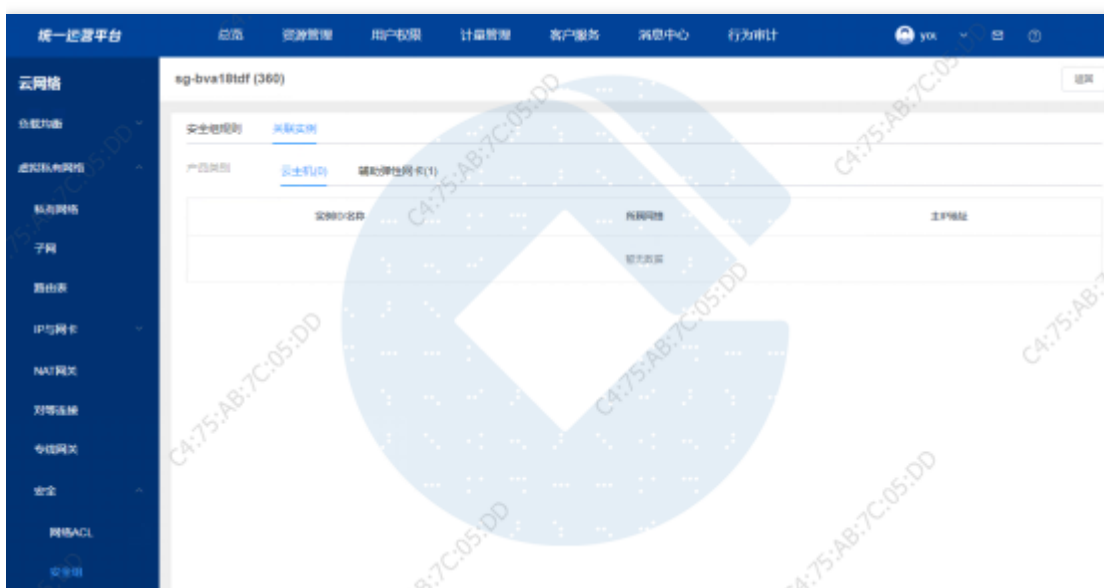 统一运营平台 总览 资源管理 用户权限 计量管理 客户服务 消息中心 行为审计 you
云网络
sg-bva18tdf (360) 返回
负载均衡
安全组规则 关联实例
虚拟私有网络
产品类别 云主机(0) 辅助弹性网卡(1)
私有网络
实例ID/名称 所属网络 主IP地址
子网
暂无数据
路由表
IP与网卡
NAT网关
对等连接
专线网关
安全
网络ACL
安全组
C4:75:AB:7C:05:DD